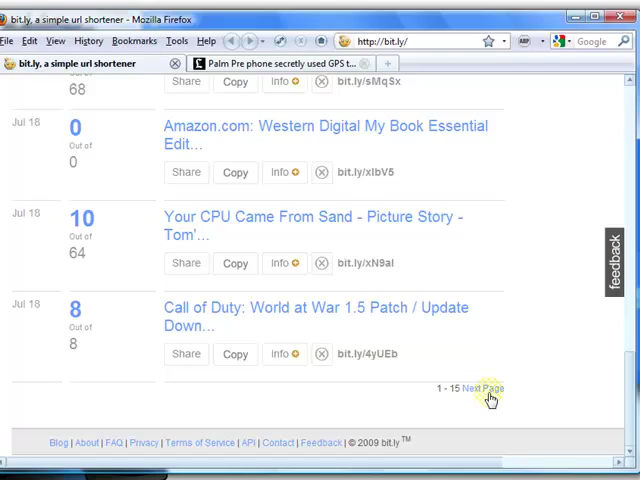 bit.ly, a simple url shortener - Mozilla Firefox
File Edit View History Bookmarks Tools Help http://bit.ly/ ABP Google
bit.ly, a simple url shortener Palm Pre phone secretly used GPS t...
68
Share Copy Info bit.ly/sMqSx
Jul 18
0
Out of
0
Amazon.com: Western Digital My Book Essential
Edit...
Share Copy Info bit.ly/xIbV5
Jul 18
10
Out of
64
Your CPU Came From Sand - Picture Story -
Tom'...
Share Copy Info bit.ly/xN9aI
Jul 18
8
Out of
8
Call of Duty: World at War 1.5 Patch / Update
Down...
Share Copy Info bit.ly/4yUEb
1 - 15 Next Page
feedback
Blog | About | FAQ | Privacy | Terms of Service | API | Contact | Feedback | © 2009 bit.ly TM